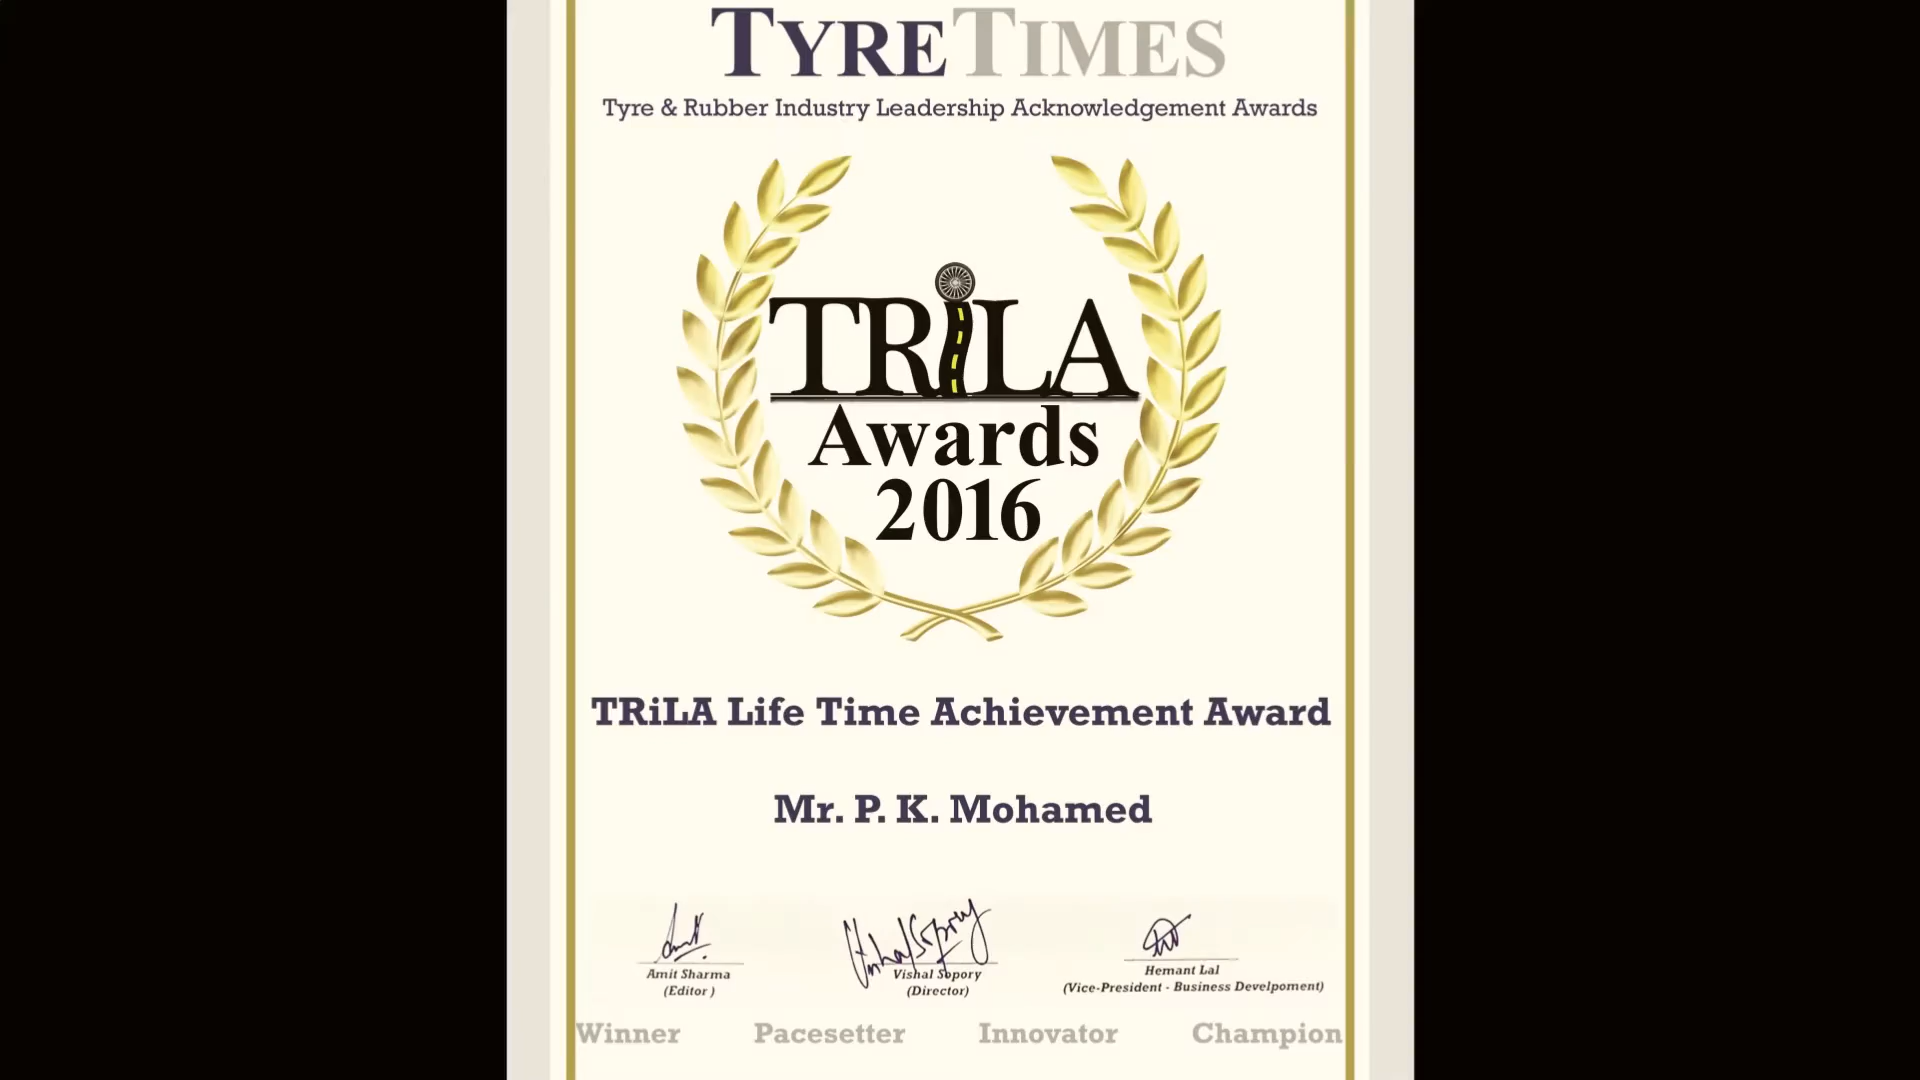 TYRETIMES
Tyre & Rubber Industry Leadership Acknowledgement Awards
TRiLA
Awards
2016
TRiLA Life Time Achievement Award
Mr. P. K. Mohamed
Amit Sharma
(Editor )
Vishal Sopory
(Director)
Hemant Lal
(Vice-President - Business Develpoment)
Winner Pacesetter Innovator Champion